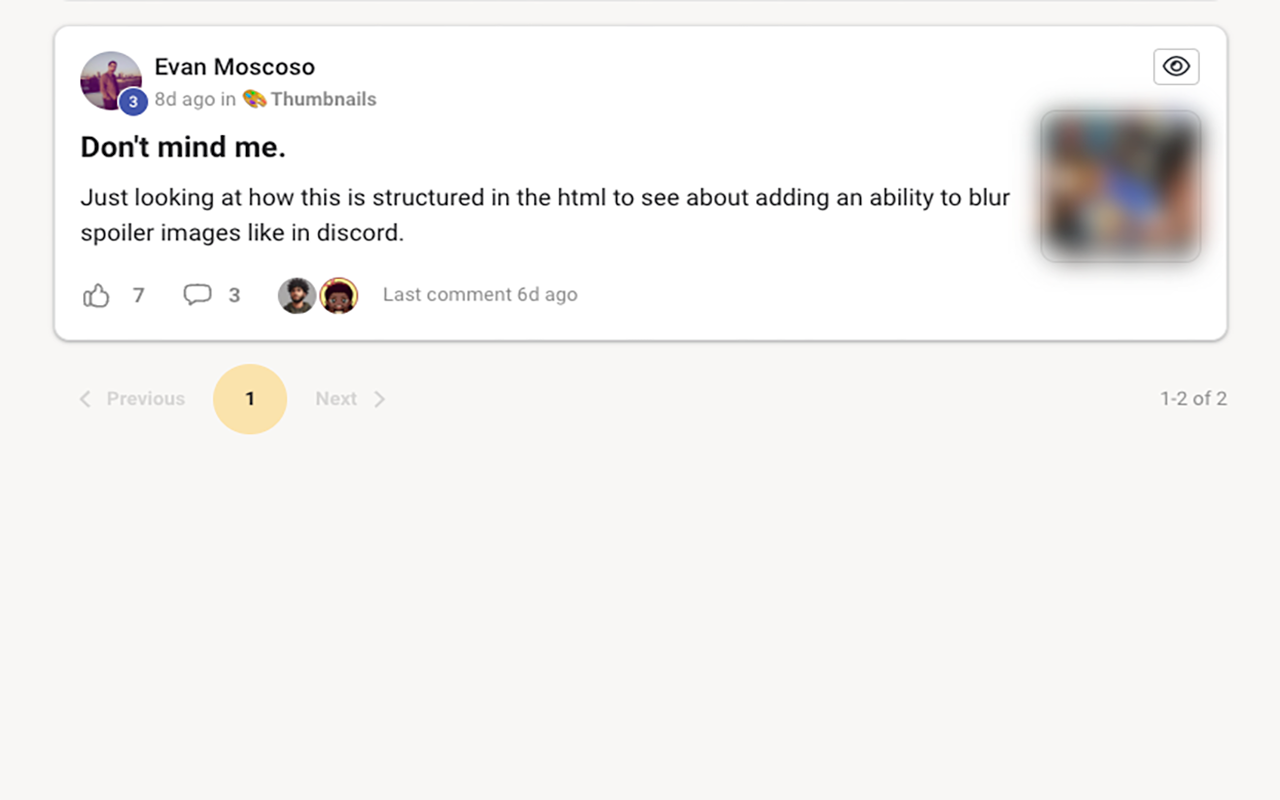 Evan Moscoso
3 8d ago in Thumbnails
Don't mind me.
Just looking at how this is structured in the html to see about adding an ability to blur
spoiler images like in discord.
7 3 Last comment 6d ago
Previous 1 Next 1-2 of 2